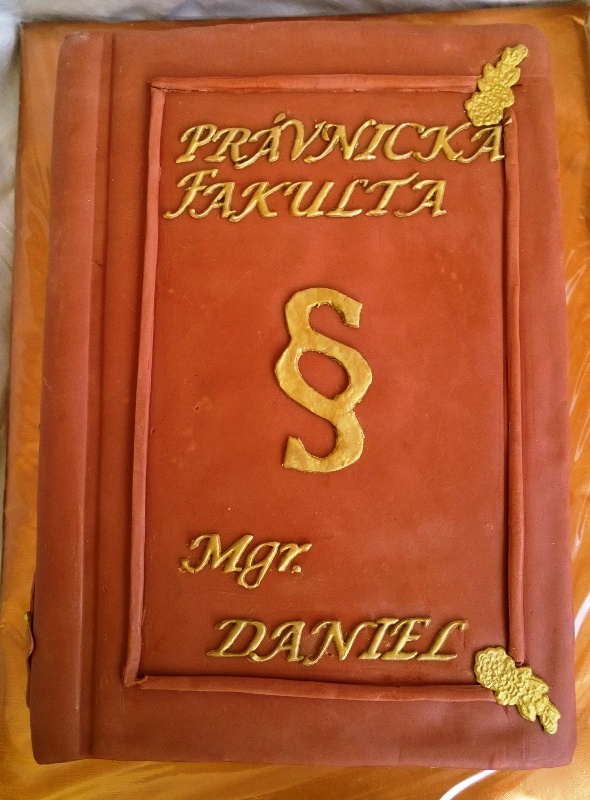 PRÁVNICKÁ
FAKULTA
§
Mgr.
DANIEL